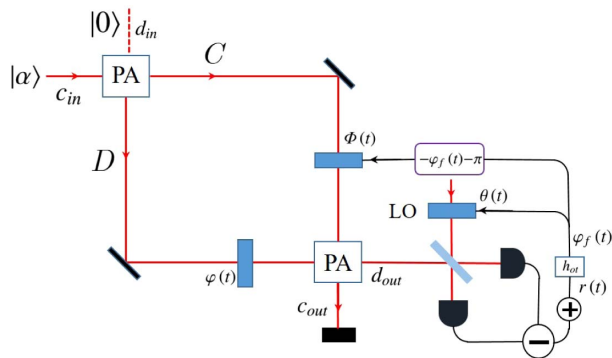 |0⟩
d_in
|α⟩
c_in
PA
C
D
Φ(t)
−φ_f(t)−π
LO
θ(t)
φ(t)
PA
d_out
c_out
φ_f(t)
h_ot
r(t)
+
−